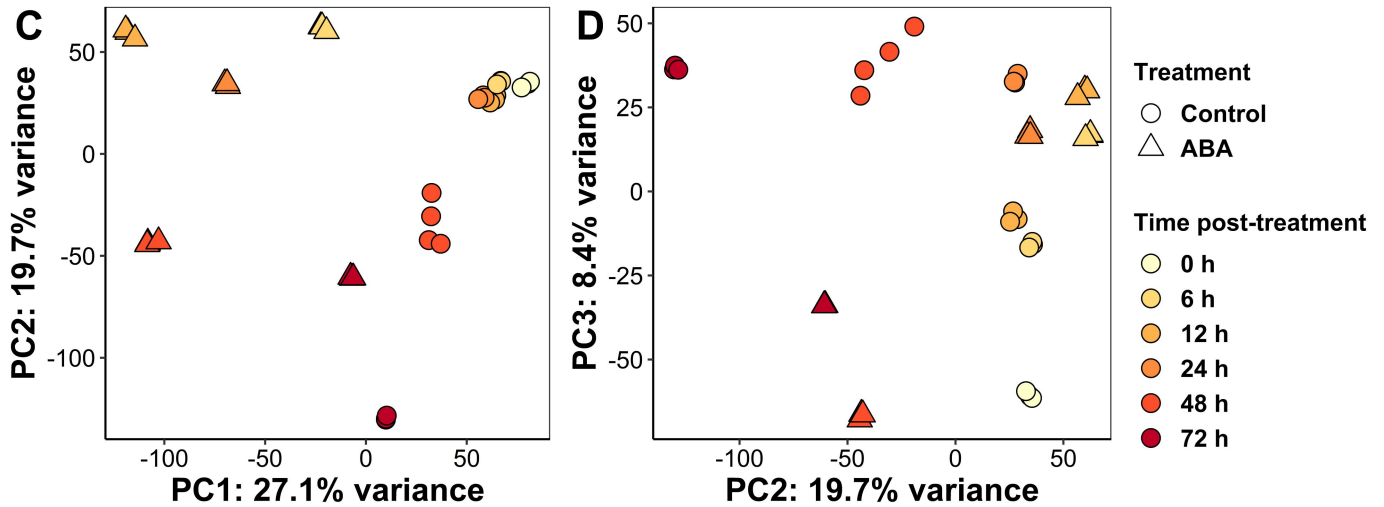 C
50
0
-50
-100
-100
-50
0
50
PC2: 19.7% variance
PC1: 27.1% variance
D
50
25
0
-25
-50
-100
-50
0
50
PC3: 8.4% variance
PC2: 19.7% variance
Treatment
Control
ABA
Time post-treatment
0 h
6 h
12 h
24 h
48 h
72 h